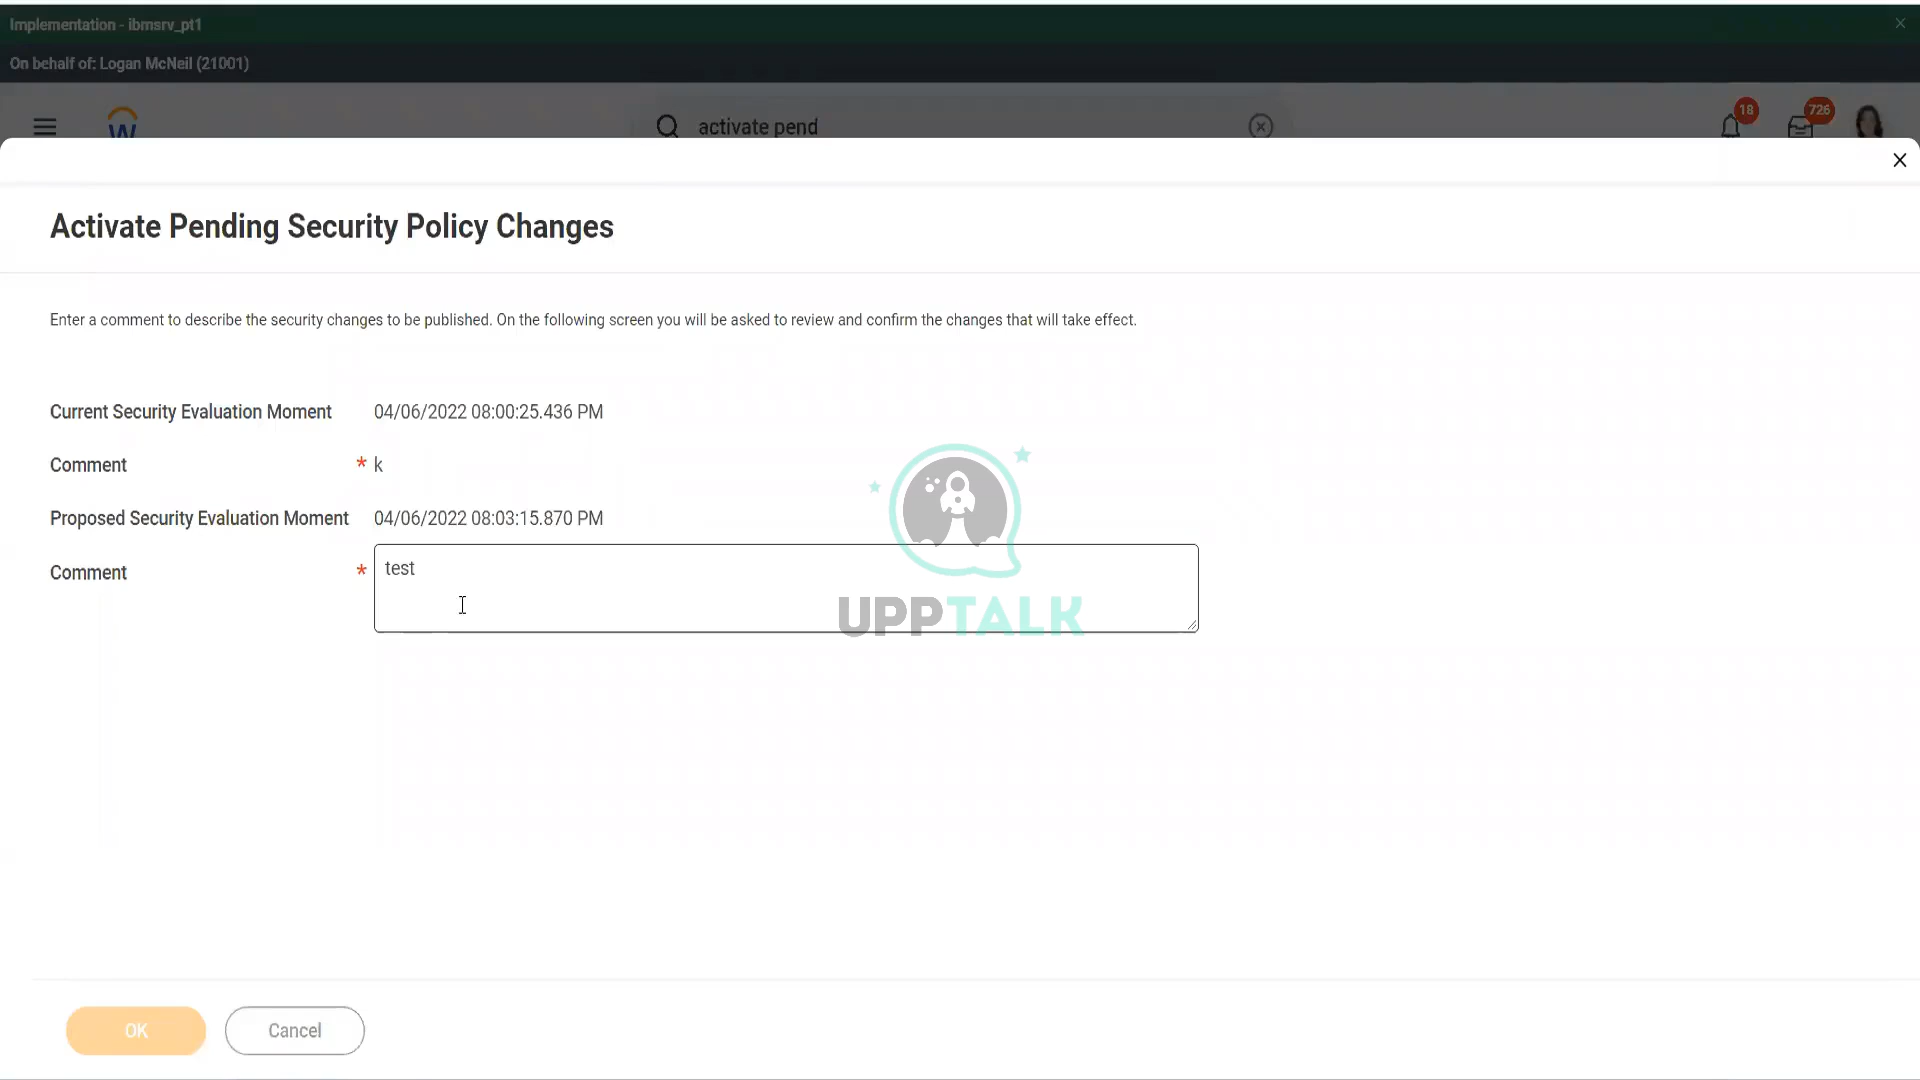 Implementation - ibmsrv_pt1
On behalf of: Logan McNeil (21001)
W
activate pend
18
726
Activate Pending Security Policy Changes
Enter a comment to describe the security changes to be published. On the following screen you will be asked to review and confirm the changes that will take effect.
Current Security Evaluation Moment 04/06/2022 08:00:25.436 PM
Comment * k
Proposed Security Evaluation Moment 04/06/2022 08:03:15.870 PM
Comment * test
UPPTALK
OK Cancel